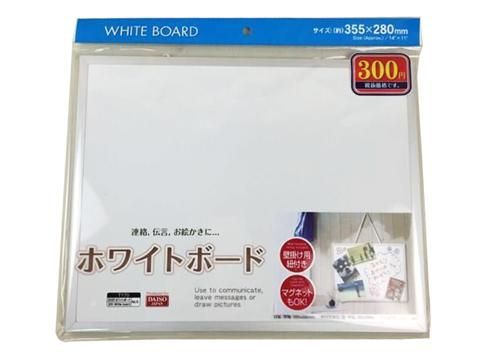 WHITE BOARD
サイズ:(約)355×280mm
Size:(Approx.)/14"×11"
300円
税抜価格です。
連絡、伝言、お絵かきに…
ホワイトボード
壁掛け用
紐付き
マグネット
もOK!
DAISO
JAPAN
Use to communicate,
leave messages or
draw pictures